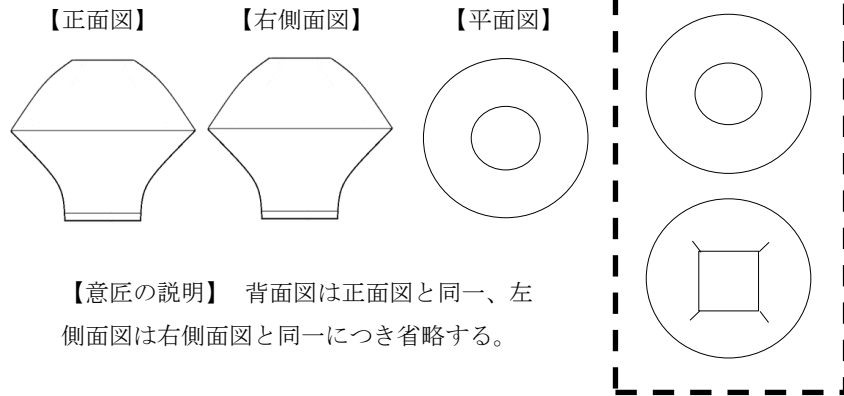 【正面図】
【右側面図】
【平面図】
【意匠の説明】 背面図は正面図と同一、左
側面図は右側面図と同一につき省略する。